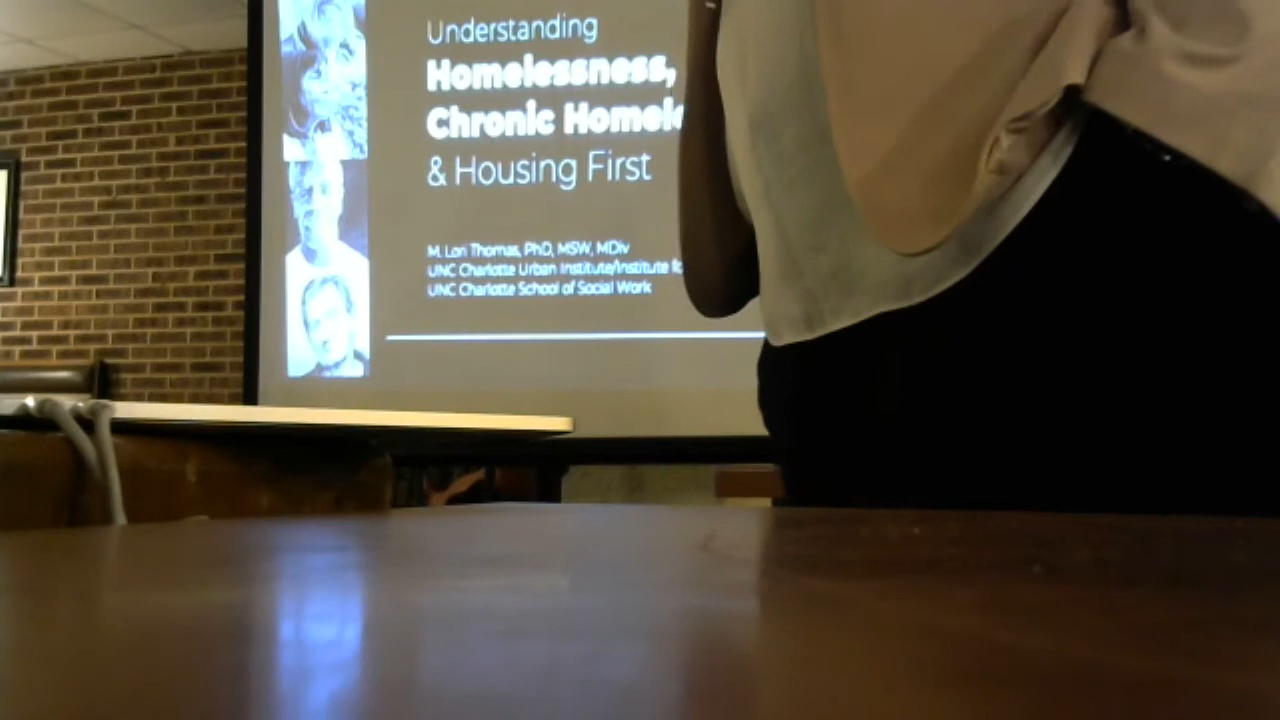 Understanding
Homelessness,
Chronic Homele
& Housing First
M. Lori Thomas, PhD, MSW, MDiv
UNC Charlotte Urban Institute/Institute fo
UNC Charlotte School of Social Work